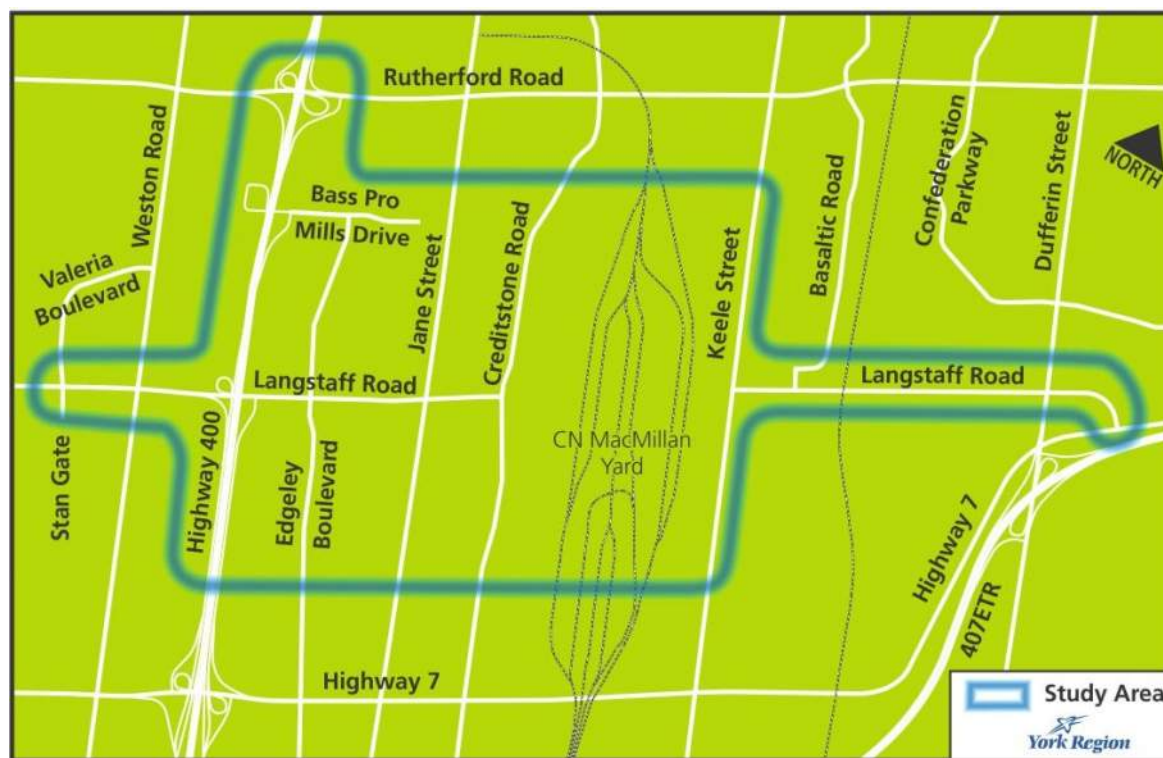 Rutherford Road
Weston Road
Confederation
Parkway
Dufferin Street
NORTH
Bass Pro
Mills Drive
Basaltic Road
Valeria
Boulevard
Jane Street
Creditstone Road
Keele Street
Langstaff Road
Langstaff Road
CN MacMillan
Yard
Stan Gate
Highway 400
Edgeley
Boulevard
Highway 7
407ETR
Highway 7
Study Area
York Region